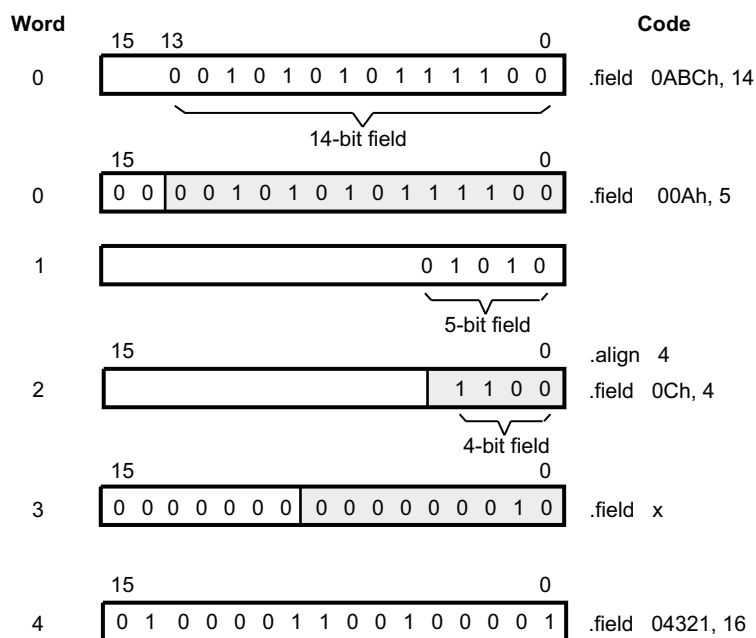 Word Code
15 13 0
0 0 0 1 0 1 0 1 0 1 1 1 1 0 0 .field 0ABCh, 14
14-bit field
15 0
0 0 0 0 0 1 0 1 0 1 0 1 1 1 1 0 0 .field 00Ah, 5
1 0 1 0 1 0
5-bit field
15 0 .align 4
2 1 1 0 0 .field 0Ch, 4
4-bit field
15 0
3 0 0 0 0 0 0 0 0 0 0 0 0 0 0 1 0 .field x
15 0
4 0 1 0 0 0 0 1 1 0 0 1 0 0 0 0 1 .field 04321, 16